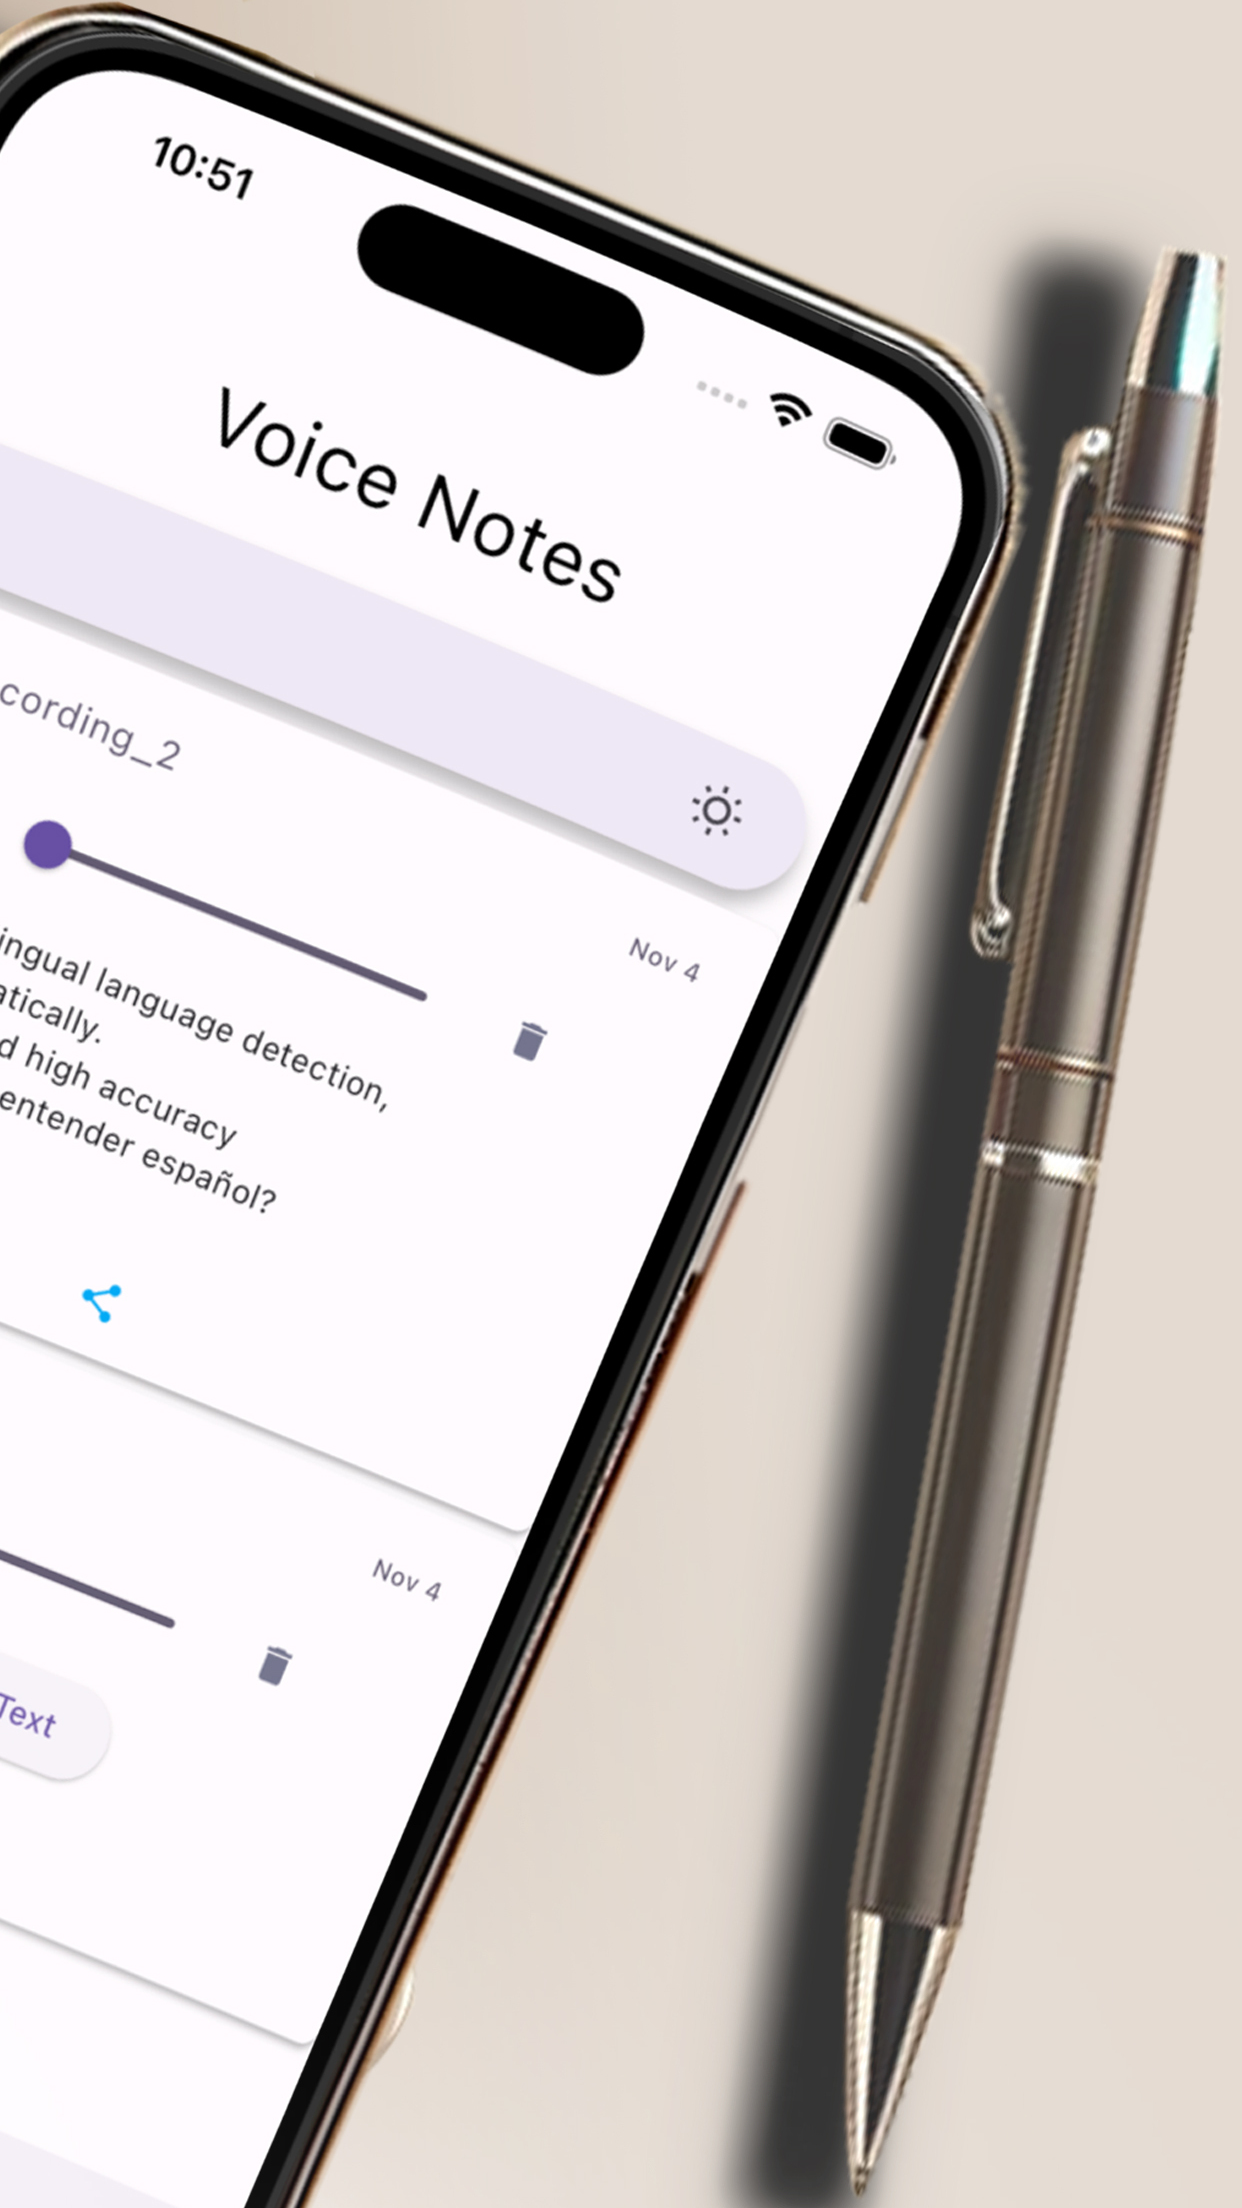 10:51
Voice Notes
cording_2
Nov 4
ingual language detection,
atically.
d high accuracy
entender español?
Nov 4
Text